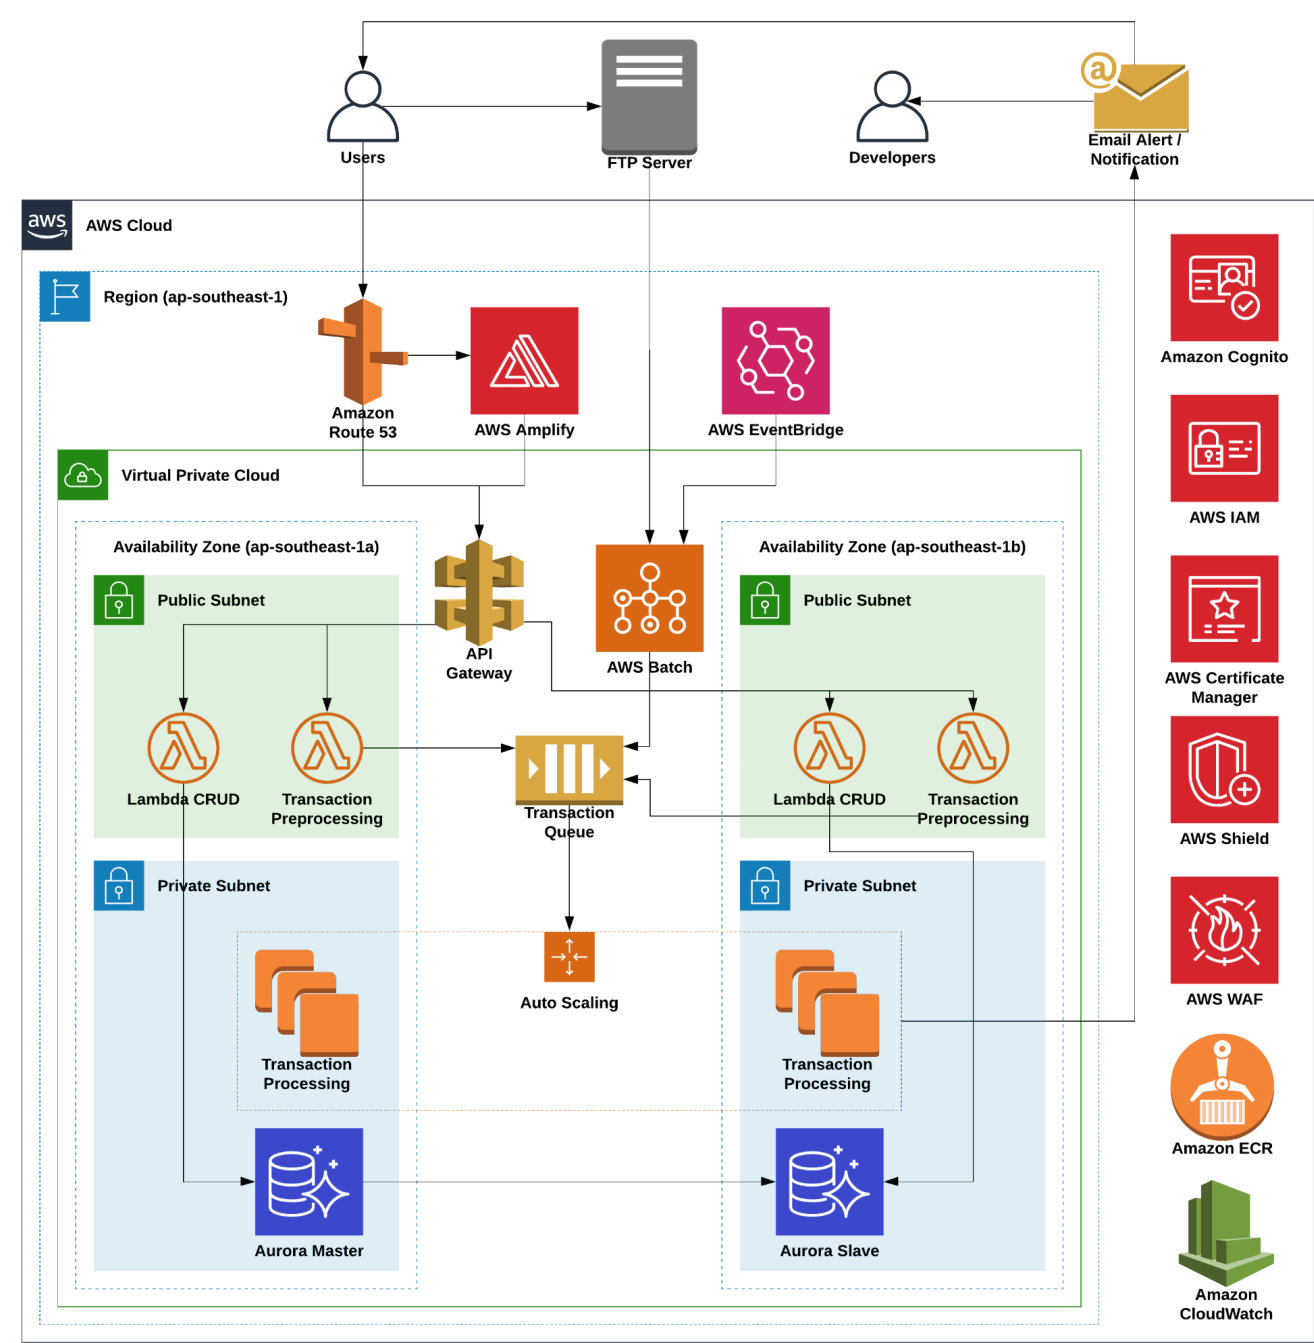 @
Users
FTP Server
Developers
Email Alert /
Notification
aws
AWS Cloud
Region (ap-southeast-1)
Amazon
Route 53
AWS Amplify
AWS EventBridge
Virtual Private Cloud
Availability Zone (ap-southeast-1a)
Availability Zone (ap-southeast-1b)
Public Subnet
Public Subnet
API
Gateway
AWS Batch
Lambda CRUD
Transaction
Preprocessing
Transaction
Queue
Lambda CRUD
Transaction
Preprocessing
Private Subnet
Private Subnet
Auto Scaling
Transaction
Processing
Transaction
Processing
Aurora Master
Aurora Slave
Amazon Cognito
AWS IAM
AWS Certificate
Manager
AWS Shield
AWS WAF
Amazon ECR
Amazon
CloudWatch